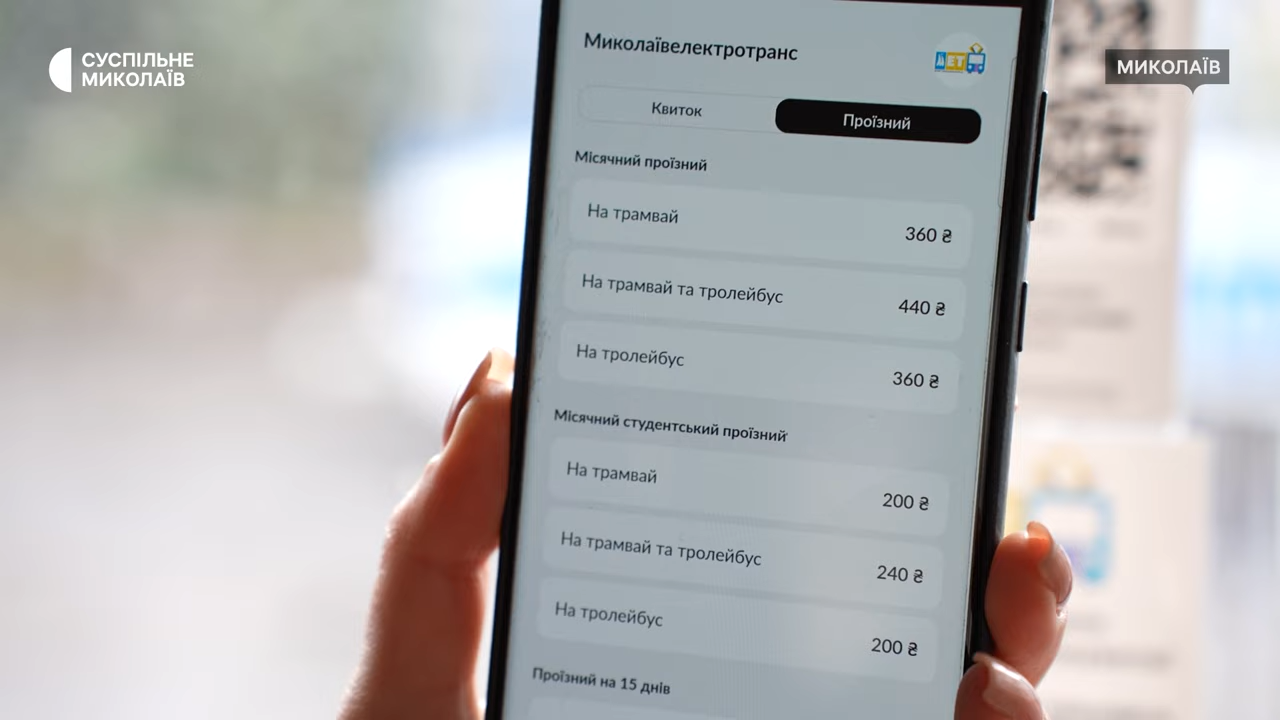 СУСПІЛЬНЕ
МИКОЛАЇВ
МИКОЛАЇВ
Миколаївелектротранс
МЕТ
Квиток
Проїзний
Місячний проїзний
На трамвай
360 ₴
На трамвай та тролейбус
440 ₴
На тролейбус
360 ₴
Місячний студентський проїзний
На трамвай
200 ₴
На трамвай та тролейбус
240 ₴
На тролейбус
200 ₴
Проїзний на 15 днів